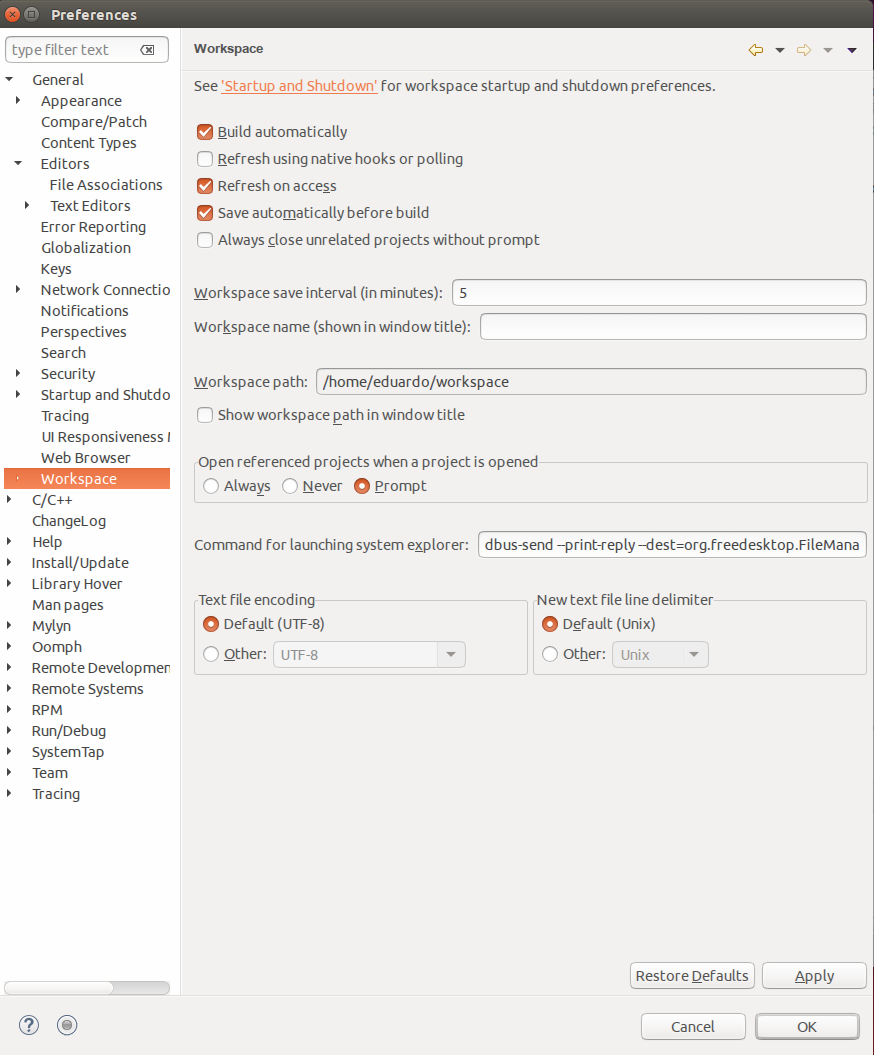 Preferences
type filter text
General
Appearance
Compare/Patch
Content Types
Editors
File Associations
Text Editors
Error Reporting
Globalization
Keys
Network Connectio
Notifications
Perspectives
Search
Security
Startup and Shutdo
Tracing
UI Responsiveness
Web Browser
Workspace
C/C++
ChangeLog
Help
Install/Update
Library Hover
Man pages
Mylyn
Oomph
Remote Developmen
Remote Systems
RPM
Run/Debug
SystemTap
Team
Tracing
Workspace
See 'Startup and Shutdown' for workspace startup and shutdown preferences.
Build automatically
Refresh using native hooks or polling
Refresh on access
Save automatically before build
Always close unrelated projects without prompt
Workspace save interval (in minutes): 5
Workspace name (shown in window title):
Workspace path: /home/eduardo/workspace
Show workspace path in window title
Open referenced projects when a project is opened
Always Never Prompt
Command for launching system explorer: dbus-send --print-reply --dest=org.freedesktop.FileMana
Text file encoding
Default (UTF-8)
Other: UTF-8
New text file line delimiter
Default (Unix)
Other: Unix
Restore Defaults Apply
? Cancel OK